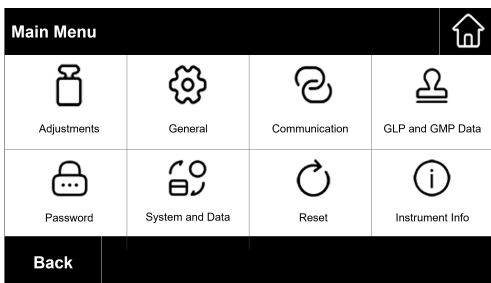 Main Menu
Adjustments
General
Communication
GLP and GMP Data
Password
System and Data
Reset
Instrument Info
Back